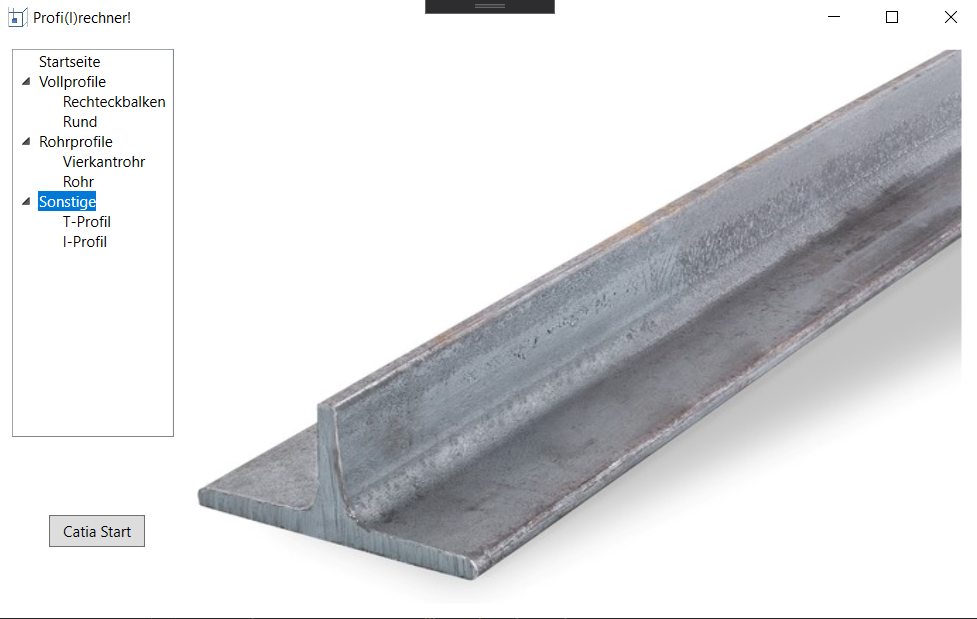 Profi(l)rechner!
Startseite
Vollprofile
Rechteckbalken
Rund
Rohrprofile
Vierkantrohr
Rohr
Sonstige
T-Profil
I-Profil
Catia Start